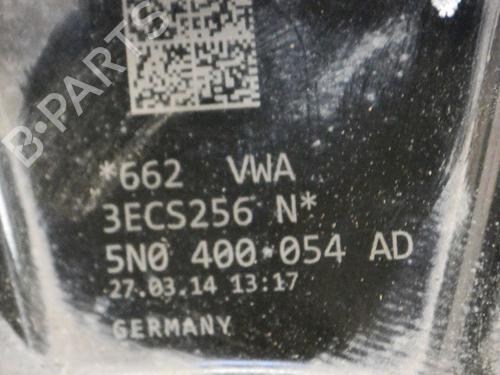 B-PARTS
*662 VWA
3ECS256 N*
5N0 400 054 AD
27.03.14 13:17
GERMANY